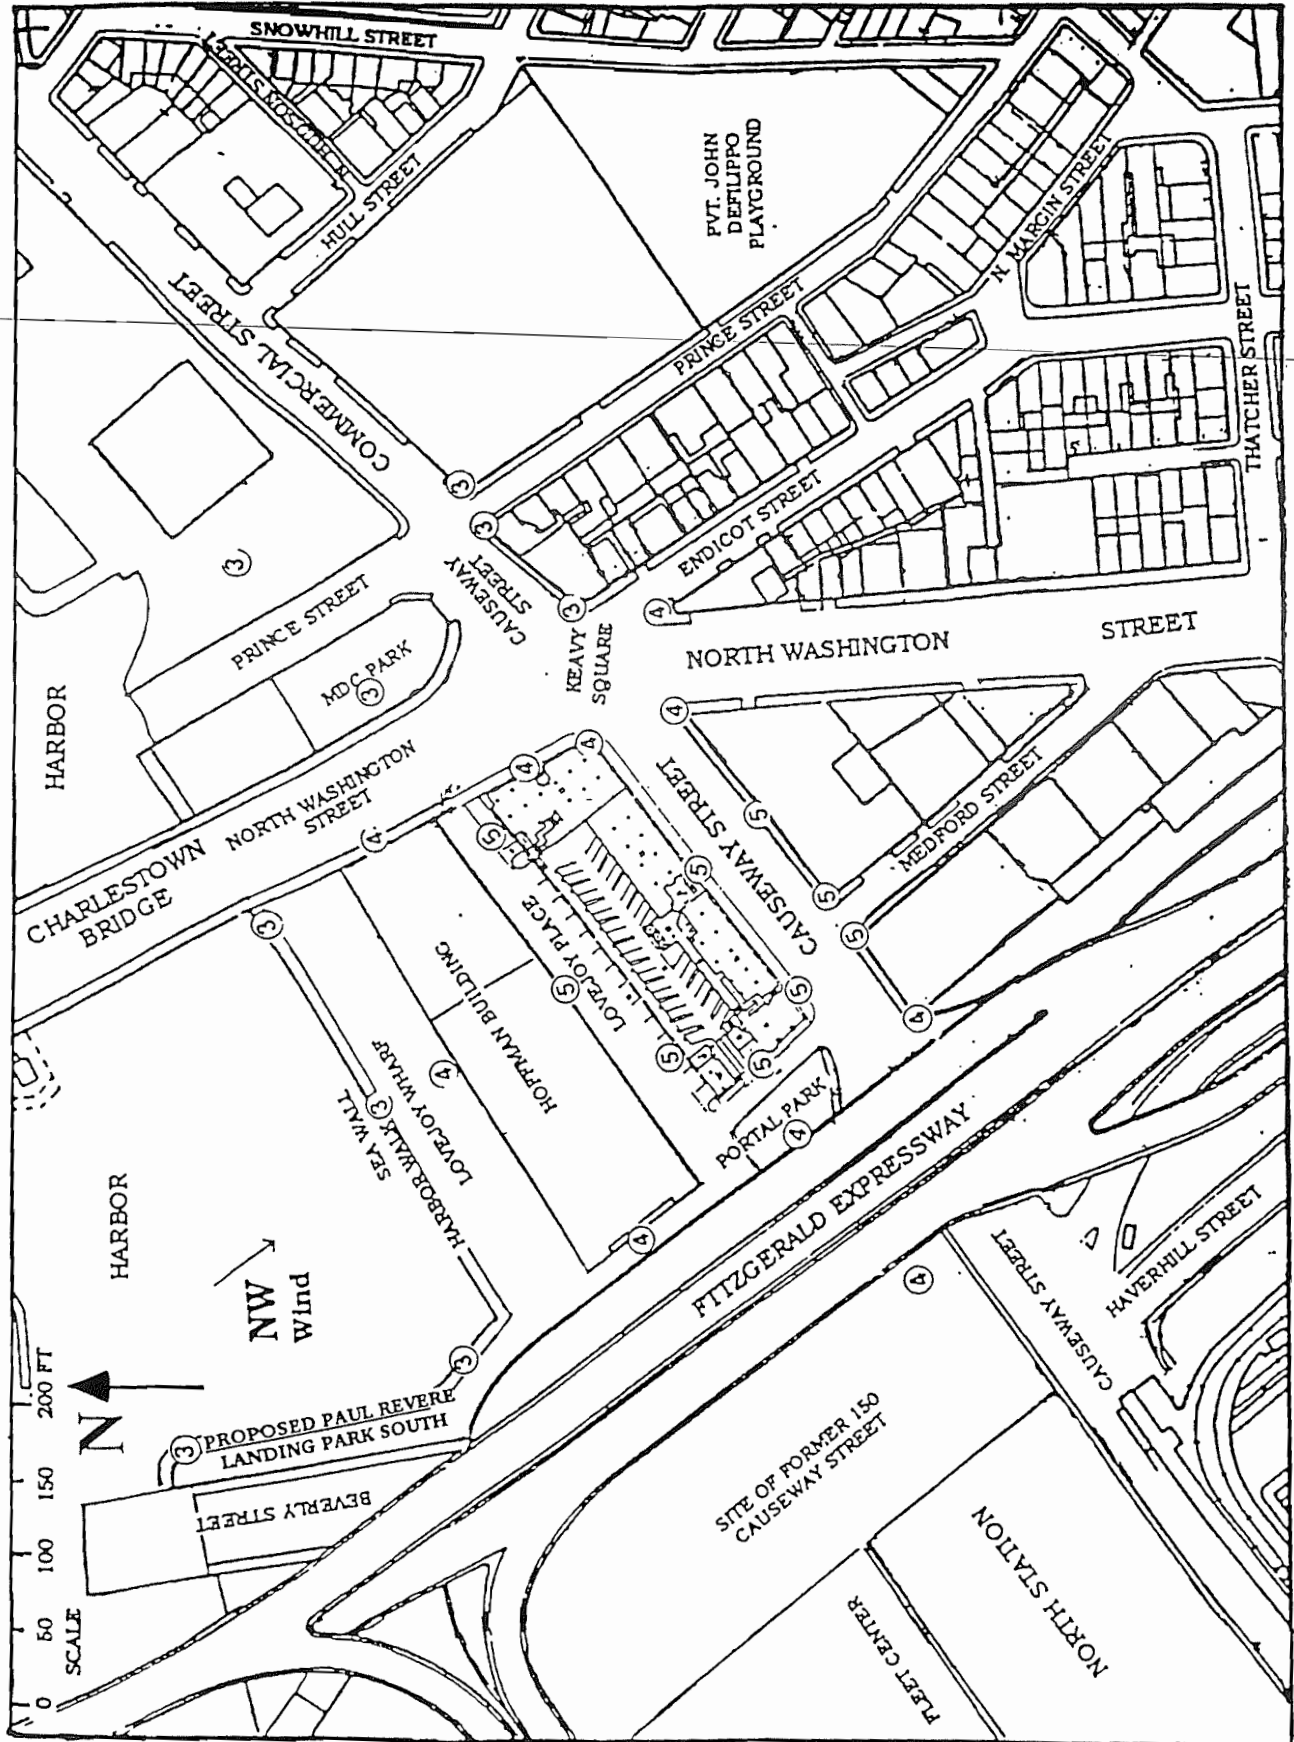 SNOWHILL STREET
N. HUDSON STREET
HULL STREET
PVT. JOHN
DEFILIPPO
PLAYGROUND
N. MARGIN STREET
COMMERCIAL STREET
PRINCE STREET
THATCHER STREET
3
3
CAUSEWAY
STREET
ENDICOT STREET
3
PRINCE STREET
3
4
KEAVY
SQUARE
MDC PARK
3
NORTH WASHINGTON
STREET
HARBOR
NORTH WASHINGTON
STREET
4
4
4
4
CAUSEWAY STREET
5
MEDFORD STREET
5
5
5
CHARLESTOWN
BRIDGE
3
LOVEJOY PLACE
5
5
5
5
5
4
HOFFMAN BUILDING
4
LOVEJOY WHARF
HARBOR WALK
3
SEA WALL
PORTAL PARK
4
4
FITZGERALD EXPRESSWAY
HARBOR
NW
Wind
3
4
CAUSEWAY STREET
HAVERHILL STREET
N
3
PROPOSED PAUL REVERE
LANDING PARK SOUTH
BEVERLY STREET
SITE OF FORMER 150
CAUSEWAY STREET
NORTH STATION
FLEET CENTER
0 50 100 150 200 FT
SCALE